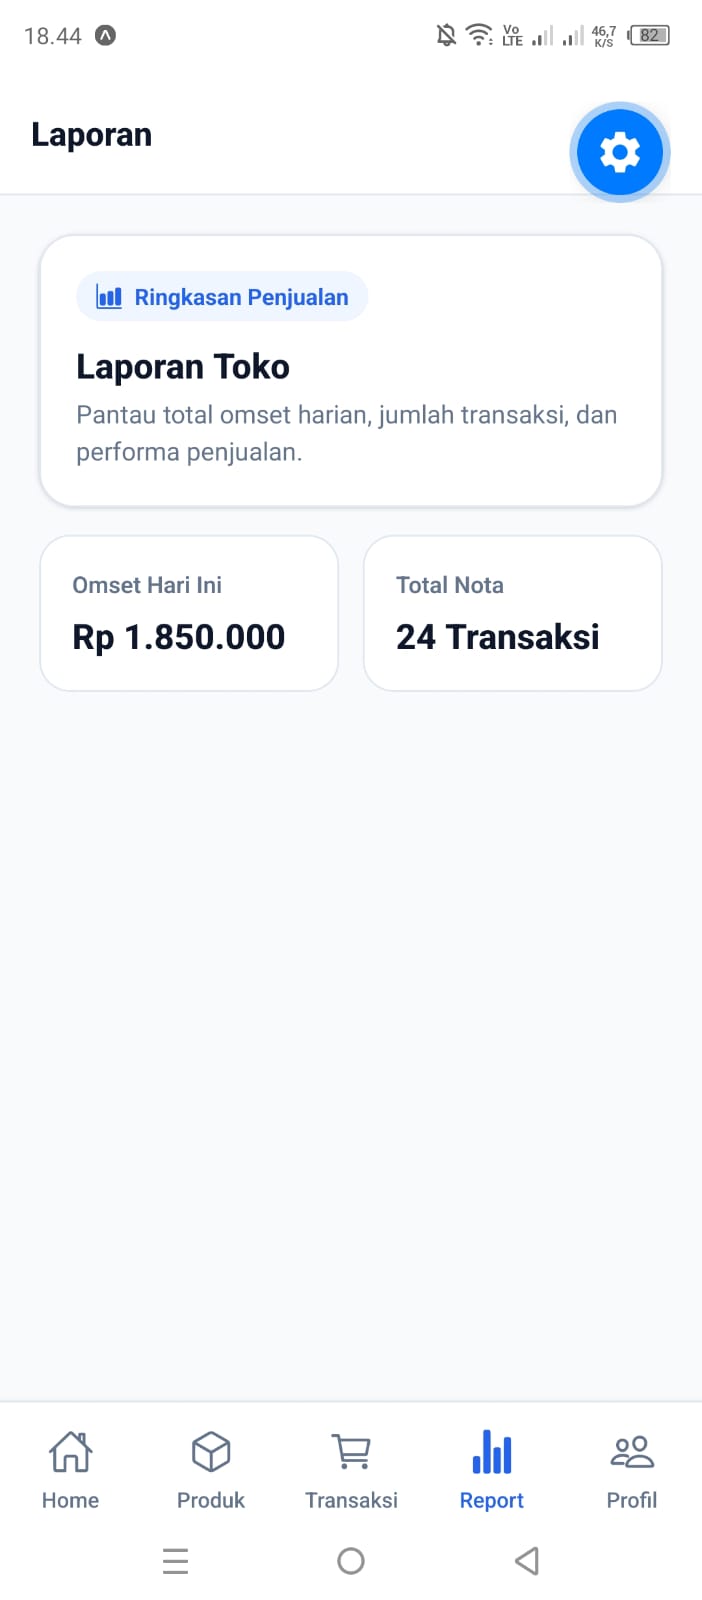 18.44
Vo
LTE
46,7
K/S
82
Laporan
Ringkasan Penjualan
Laporan Toko
Pantau total omset harian, jumlah transaksi, dan
performa penjualan.
Omset Hari Ini
Rp 1.850.000
Total Nota
24 Transaksi
Home
Produk
Transaksi
Report
Profil